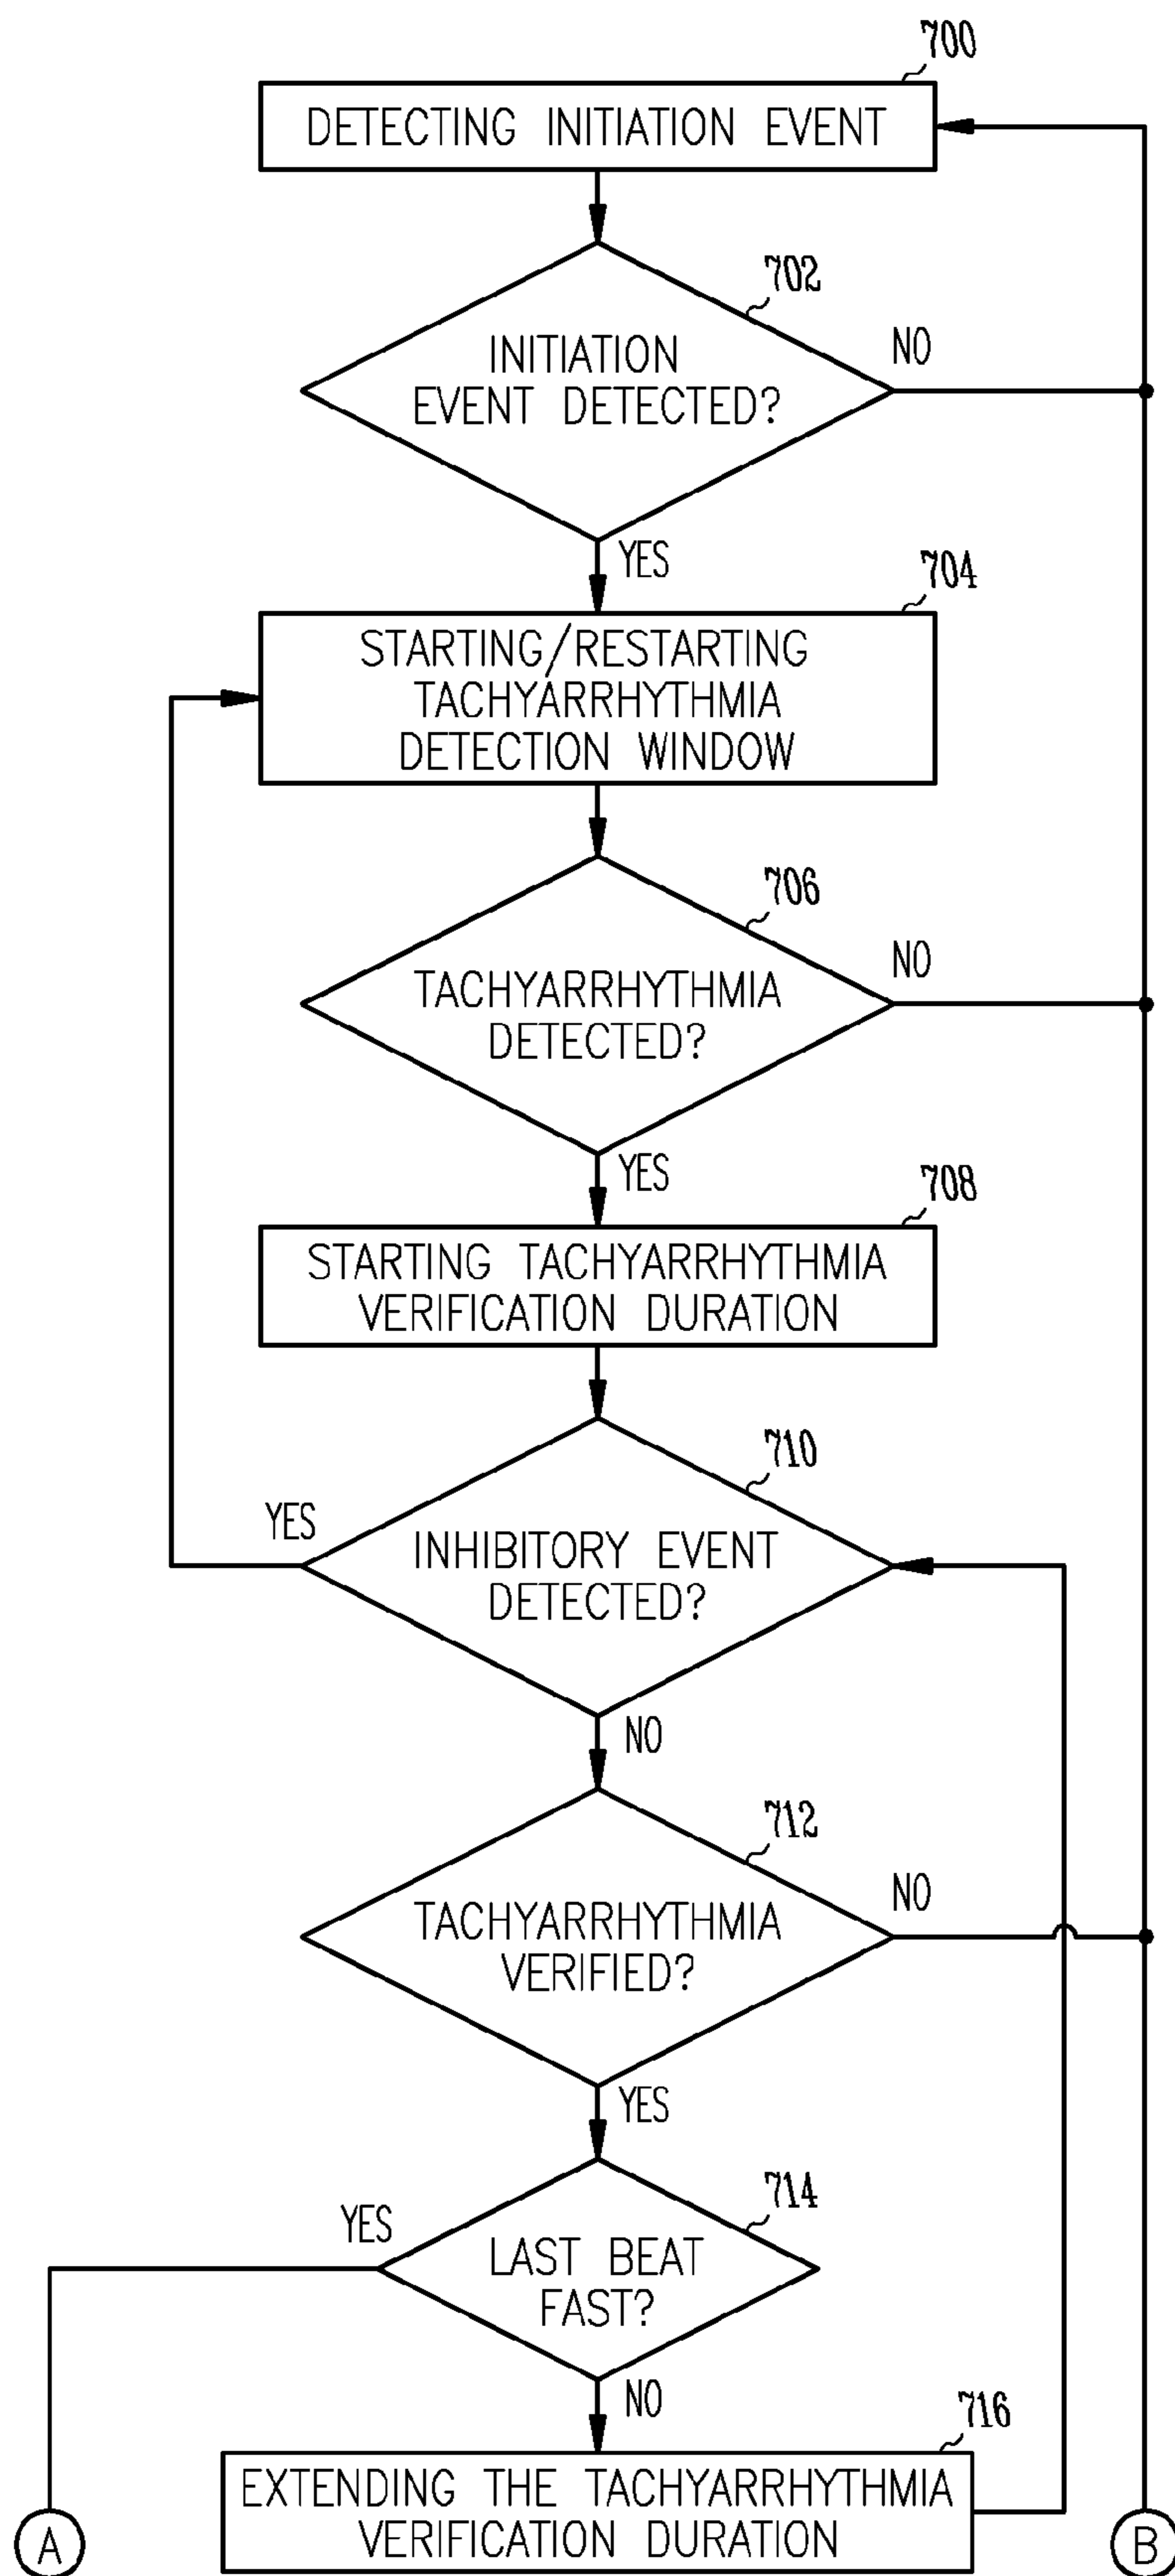 700
DETECTING INITIATION EVENT
702
INITIATION
EVENT DETECTED?
NO
YES
704
STARTING/RESTARTING
TACHYARRHYTHMIA
DETECTION WINDOW
706
TACHYARRHYTHMIA
DETECTED?
NO
YES
708
STARTING TACHYARRHYTHMIA
VERIFICATION DURATION
710
YES
INHIBITORY EVENT
DETECTED?
NO
712
TACHYARRHYTHMIA
VERIFIED?
NO
YES
714
YES
LAST BEAT
FAST?
NO
716
EXTENDING THE TACHYARRHYTHMIA
VERIFICATION DURATION
A
B